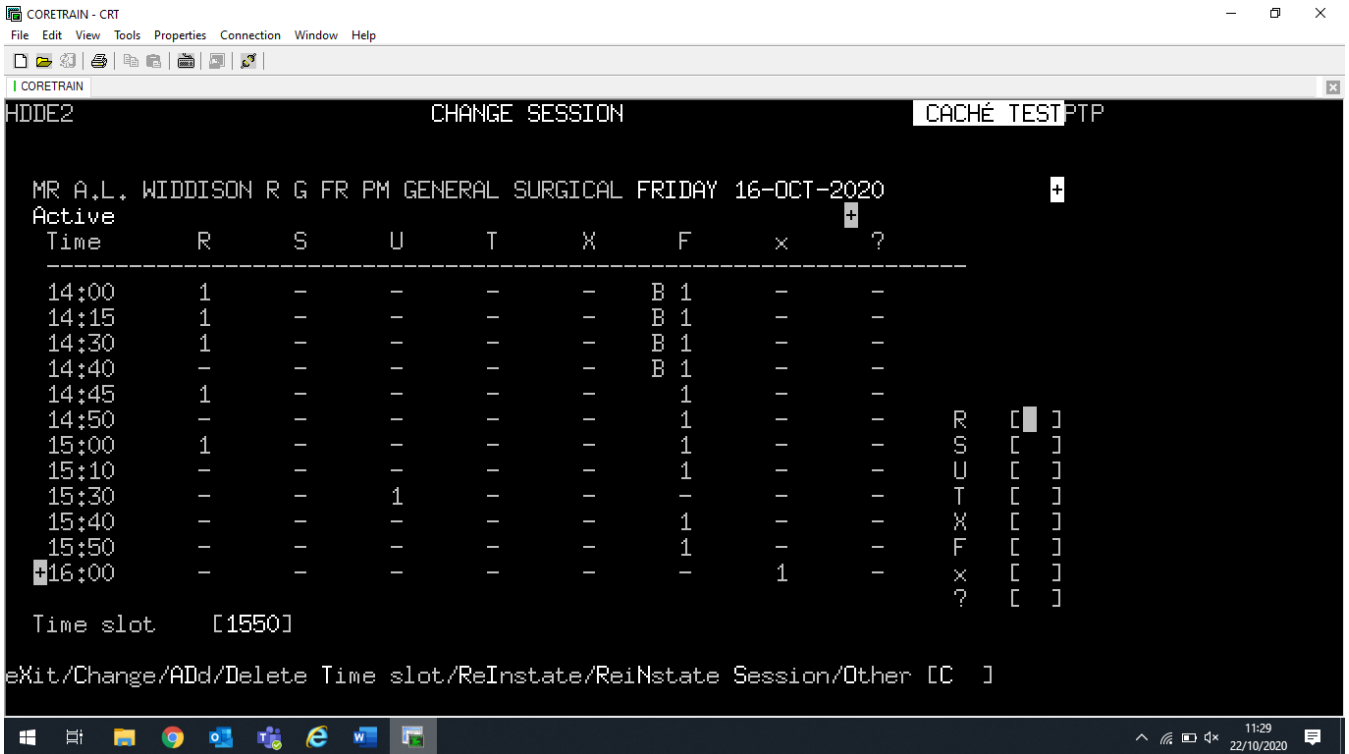 CORETRAIN - CRT
File Edit View Tools Properties Connection Window Help
CORETRAIN
HDDE2 CHANGE SESSION CACHÉ TESTPTP
MR A.L. WIDDISON R G FR PM GENERAL SURGICAL FRIDAY 16-OCT-2020 +
Active +
Time R S U T X F x ?
14:00 1 - - - - B 1 - -
14:15 1 - - - - B 1 - -
14:30 1 - - - - B 1 - -
14:40 - - - - - B 1 - -
14:45 1 - - - - 1 - -
14:50 - - - - - 1 - - R [ ]
15:00 1 - - - - 1 - - S [ ]
15:10 - - - - - 1 - - U [ ]
15:30 - - 1 - - - - - T [ ]
15:40 - - - - - 1 - - X [ ]
15:50 - - - - - 1 - - F [ ]
+16:00 - - - - - - 1 - x [ ]
? [ ]
Time slot [1550]
eXit/Change/ADd/Delete Time slot/ReInstate/ReiNstate Session/Other [C ]
11:29
22/10/2020